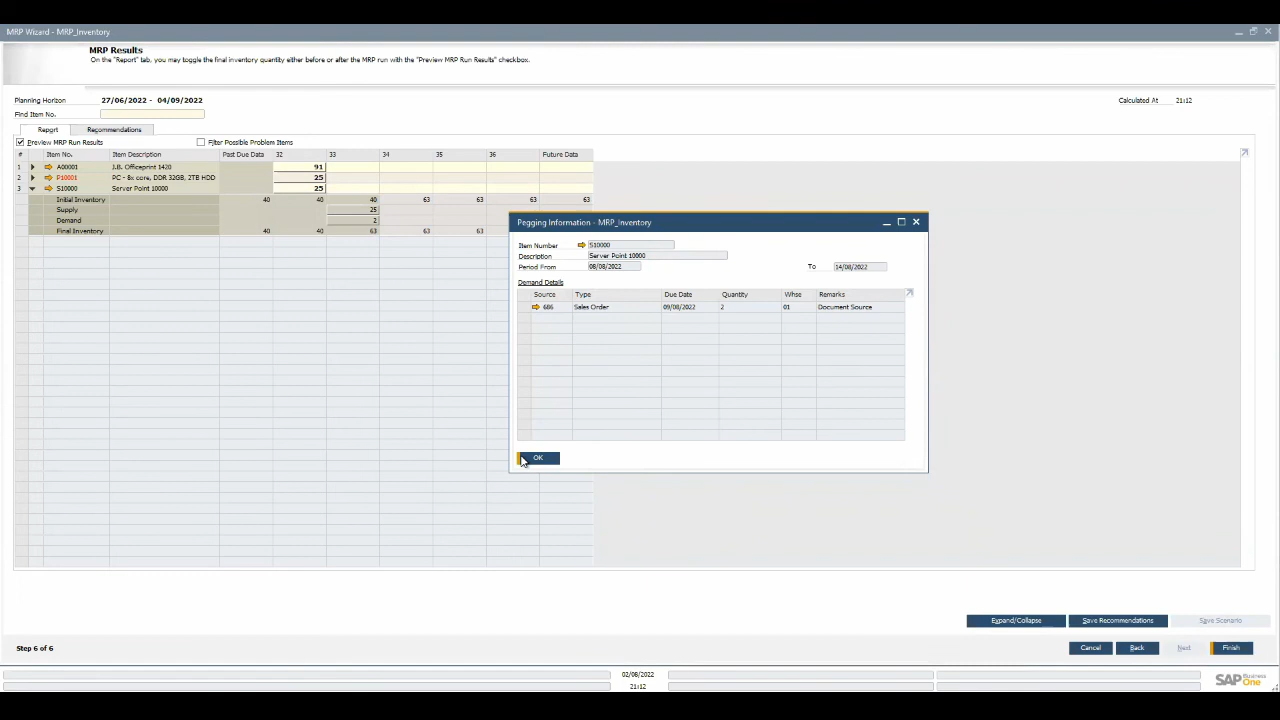 MRP Wizard - MRP_Inventory
MRP Results
On the "Report" tab, you may toggle the final inventory quantity either before or after the MRP run with the "Preview MRP Run Results" checkbox.
Planning Horizon 27/06/2022 - 04/09/2022 Calculated At 21:12
Find Item No.
Report Recommendations
Preview MRP Run Results Filter Possible Problem Items
# Item No. Item Description Past Due Data 32 33 34 35 36 Future Data
1 A00001 J.B. Officeprint 1420 91
2 P10001 PC - 8x core, DDR 32GB, 2TB HDD 25
3 S10000 Server Point 10000 25
Initial Inventory 40 40 40 63 63 63 63
Supply 25
Demand 2
Final Inventory 40 40 63 63 63
Pegging Information - MRP_Inventory
Item Number S10000
Description Server Point 10000
Period From 08/08/2022 To 14/08/2022
Demand Details
Source Type Due Date Quantity Whse Remarks
686 Sales Order 09/08/2022 2 01 Document Source
OK
Expand/Collapse Save Recommendations Save Scenario
Step 6 of 6 Cancel Back Next Finish
02/08/2022
21:12
SAP Business One